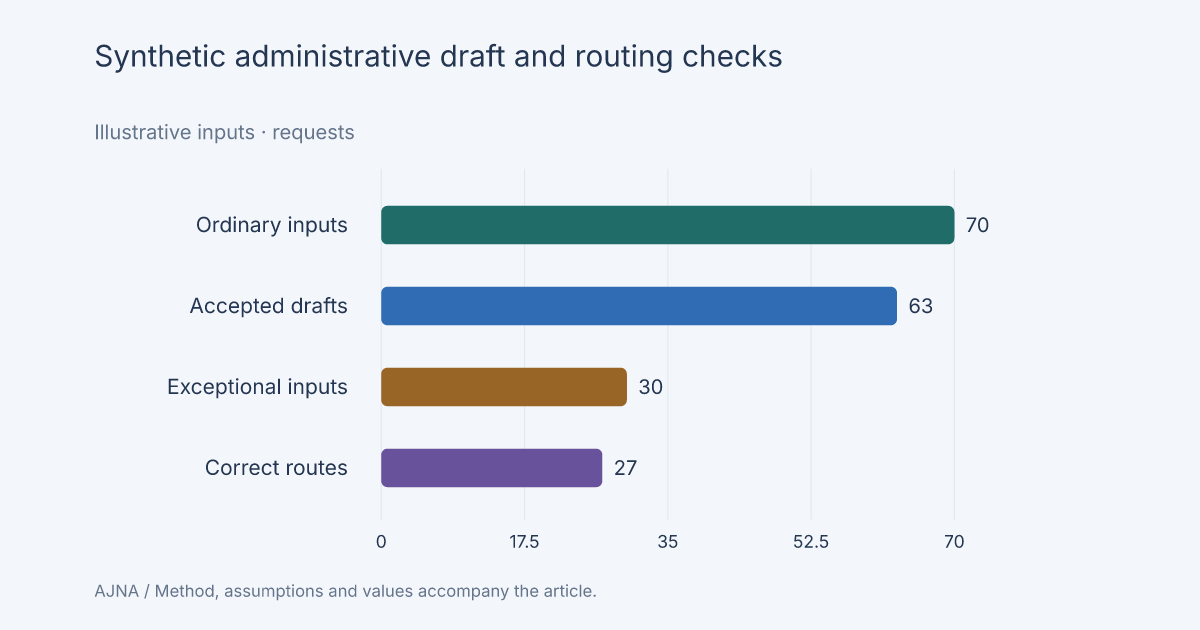 Synthetic administrative draft and routing checks
Illustrative inputs · requests
Ordinary inputs 70
Accepted drafts 63
Exceptional inputs 30
Correct routes 27
0 17.5 35 52.5 70
AJNA / Method, assumptions and values accompany the article.